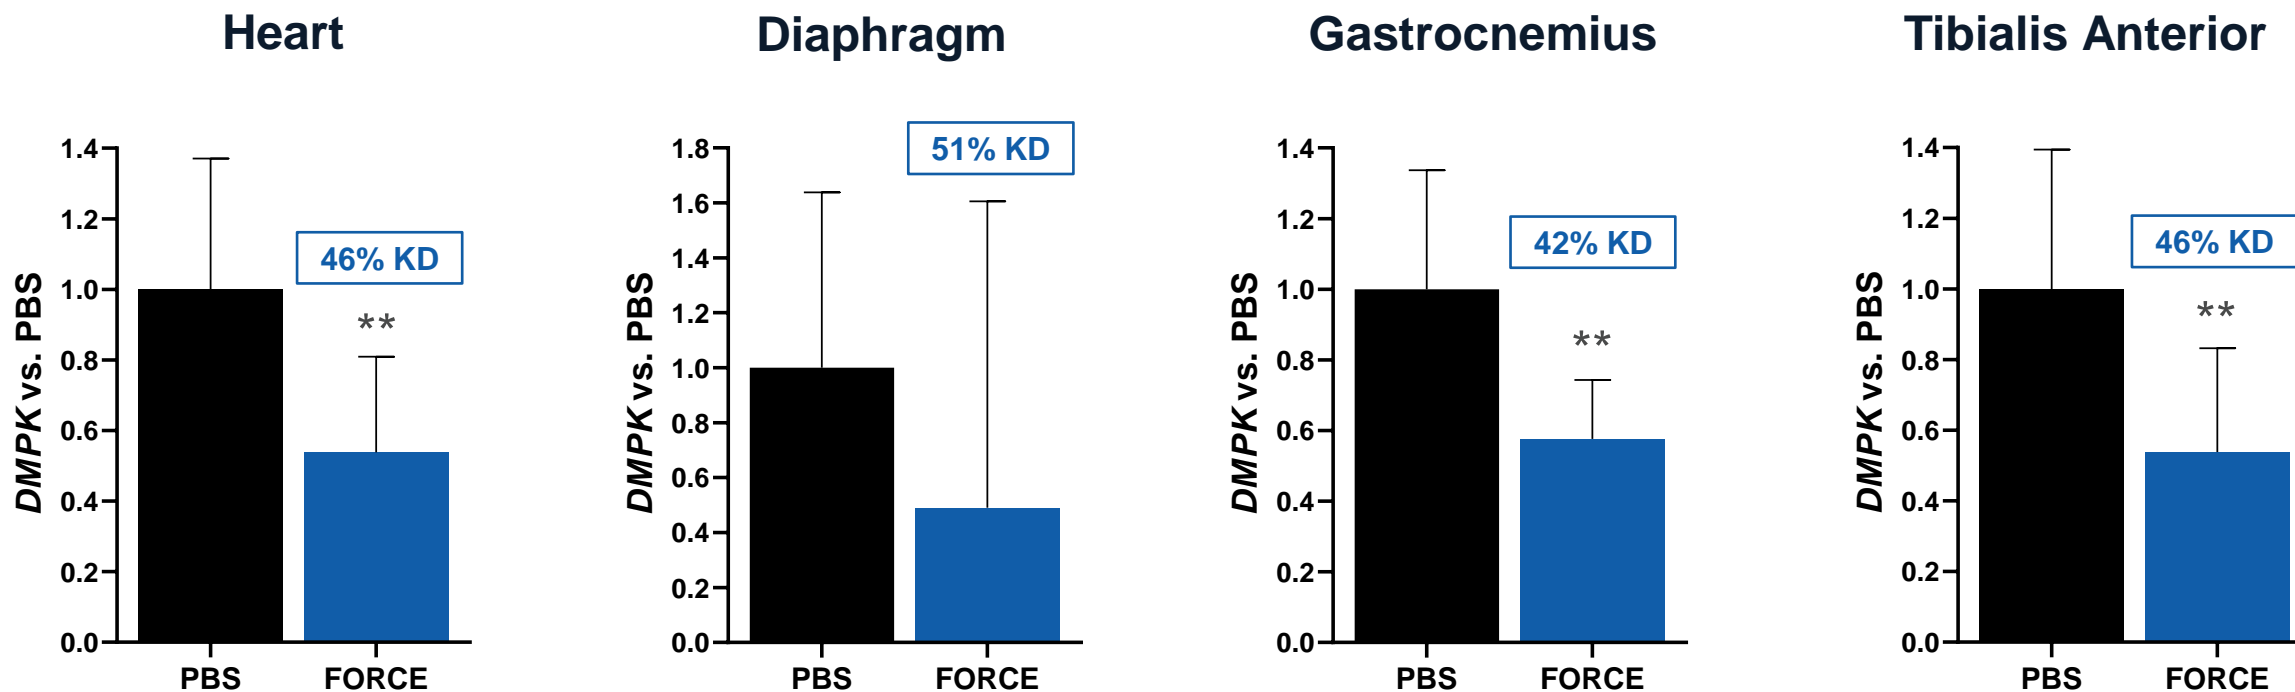 Heart
1.4
1.2
1.0
0.8
0.6
0.4
0.2
0.0
DMPK vs. PBS
46% KD
**
PBS FORCE
Diaphragm
1.8
1.6
1.4
1.2
1.0
0.8
0.6
0.4
0.2
0.0
DMPK vs. PBS
51% KD
PBS FORCE
Gastrocnemius
1.4
1.2
1.0
0.8
0.6
0.4
0.2
0.0
DMPK vs. PBS
42% KD
**
PBS FORCE
Tibialis Anterior
1.4
1.2
1.0
0.8
0.6
0.4
0.2
0.0
DMPK vs. PBS
46% KD
**
PBS FORCE